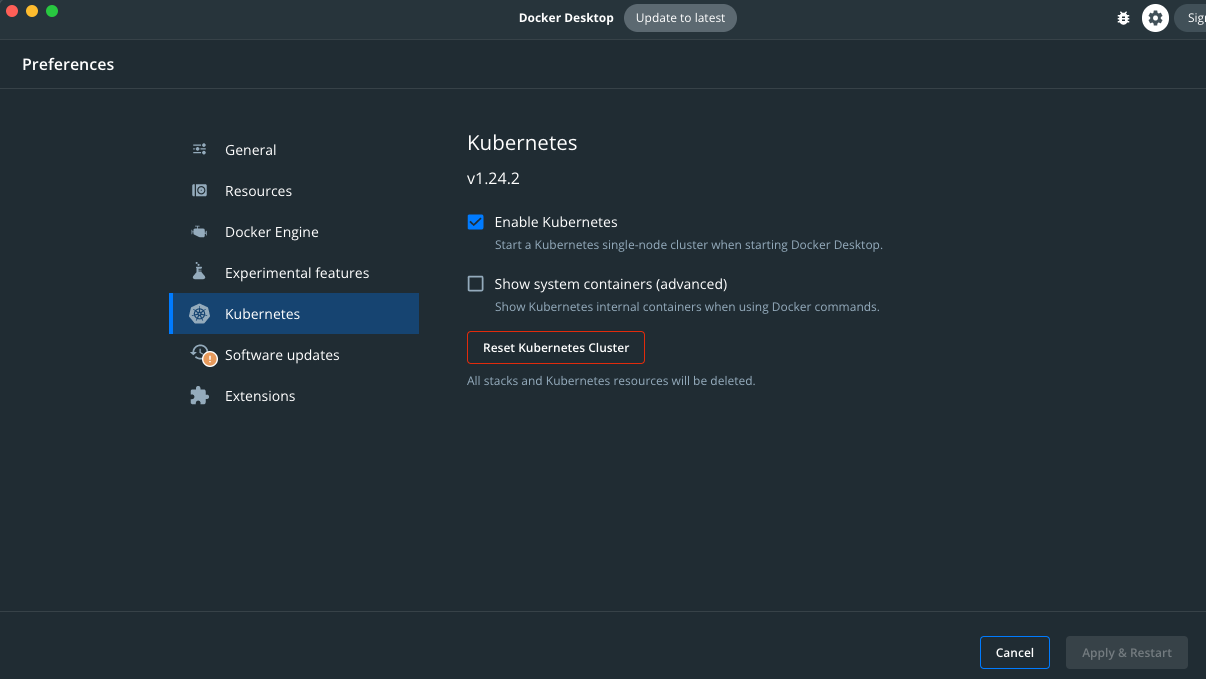 Docker Desktop Update to latest
Preferences
General
Resources
Docker Engine
Experimental features
Kubernetes
Software updates
Extensions
Kubernetes
v1.24.2
Enable Kubernetes
Start a Kubernetes single-node cluster when starting Docker Desktop.
Show system containers (advanced)
Show Kubernetes internal containers when using Docker commands.
Reset Kubernetes Cluster
All stacks and Kubernetes resources will be deleted.
Cancel Apply & Restart